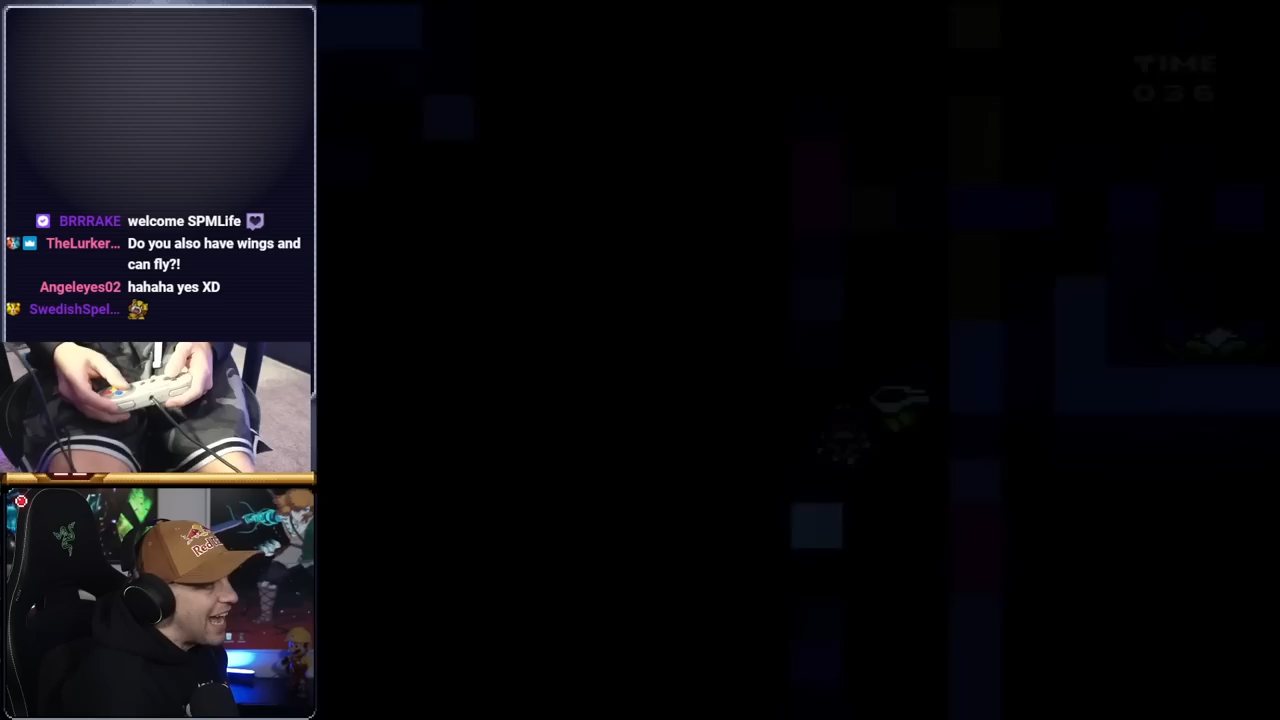 BRRRAKE welcome SPMLife
TheLurker... Do you also have wings and
can fly?!
Angeleyes02 hahaha yes XD
SwedishSpel...
TIME
036
Red B